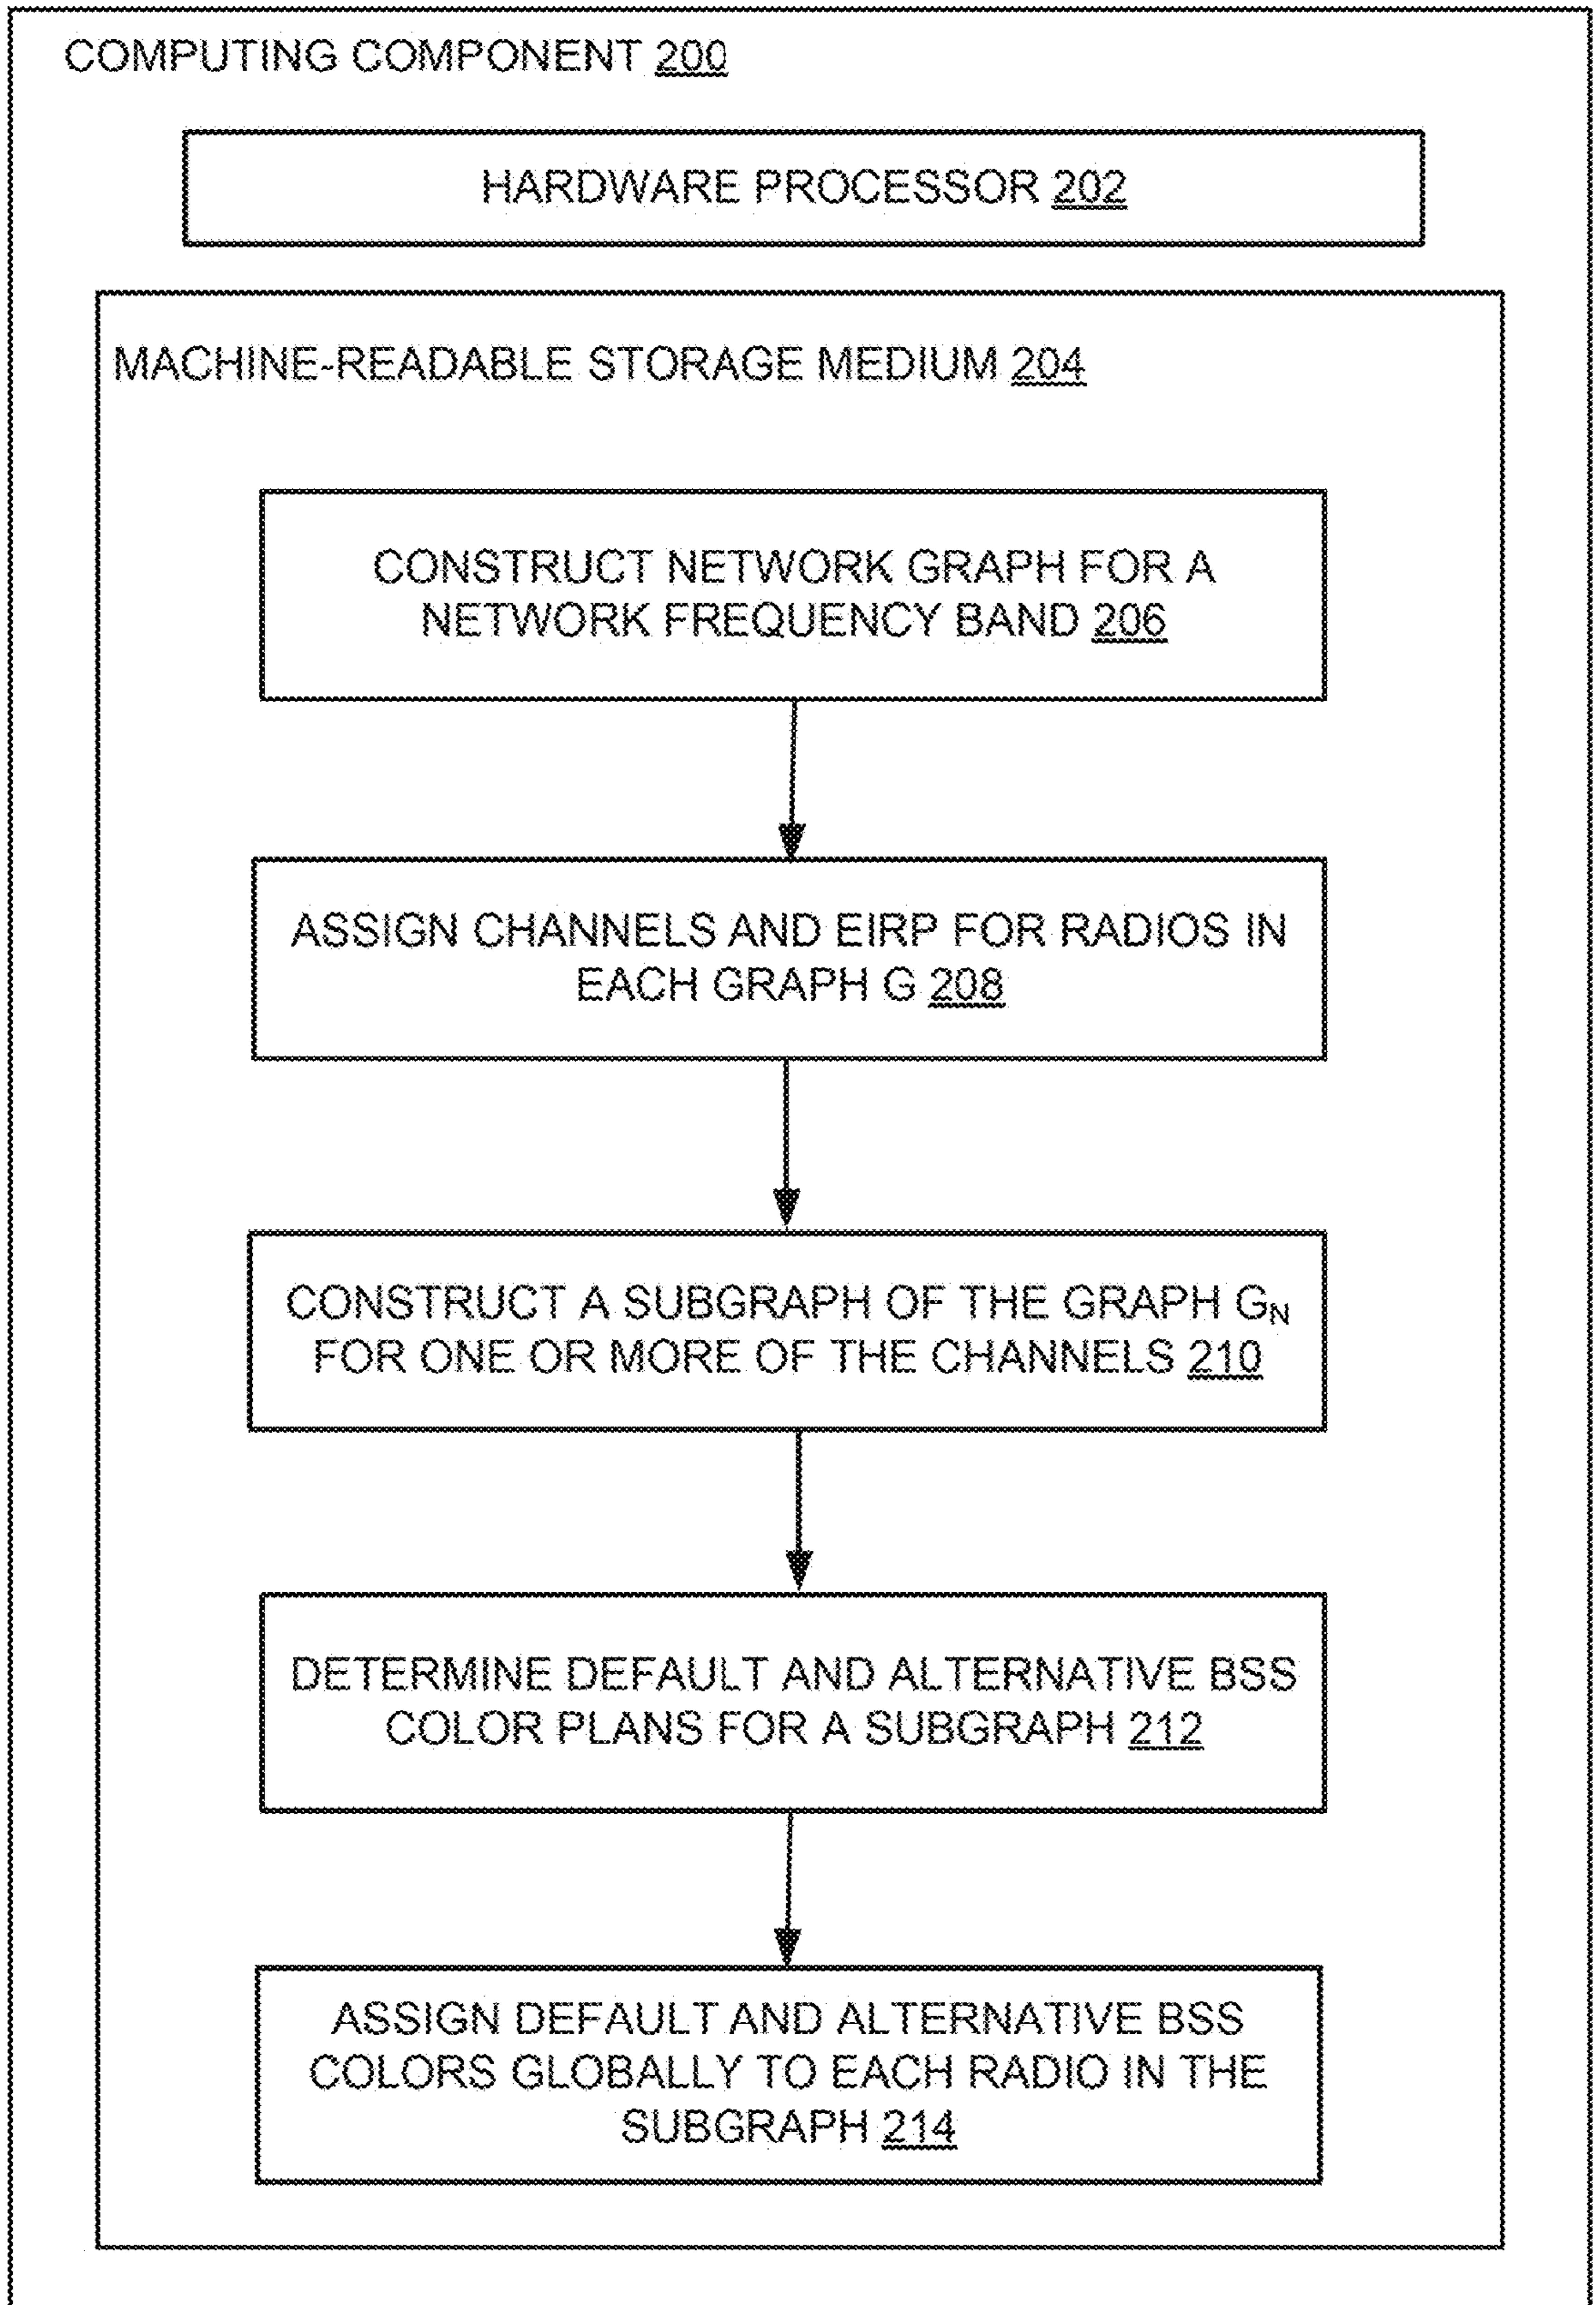 COMPUTING COMPONENT 200
HARDWARE PROCESSOR 202
MACHINE-READABLE STORAGE MEDIUM 204
CONSTRUCT NETWORK GRAPH FOR A
NETWORK FREQUENCY BAND 206
ASSIGN CHANNELS AND EIRP FOR RADIOS IN
EACH GRAPH G 208
CONSTRUCT A SUBGRAPH OF THE GRAPH GN
FOR ONE OR MORE OF THE CHANNELS 210
DETERMINE DEFAULT AND ALTERNATIVE BSS
COLOR PLANS FOR A SUBGRAPH 212
ASSIGN DEFAULT AND ALTERNATIVE BSS
COLORS GLOBALLY TO EACH RADIO IN THE
SUBGRAPH 214